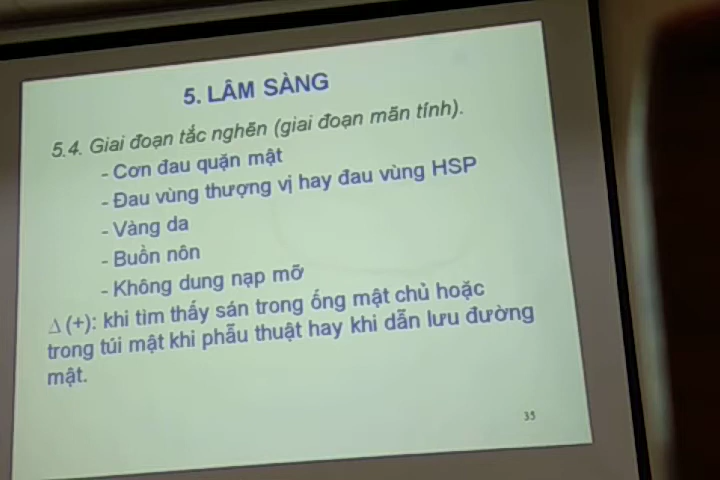 5. LÂM SÀNG
5.4. Giai đoạn tắc nghẽn (giai đoạn mãn tính).
- Cơn đau quặn mật
- Đau vùng thượng vị hay đau vùng HSP
- Vàng da
- Buồn nôn
- Không dung nạp mỡ
Δ (+): khi tìm thấy sán trong ống mật chủ hoặc
trong túi mật khi phẫu thuật hay khi dẫn lưu đường
mật.
35